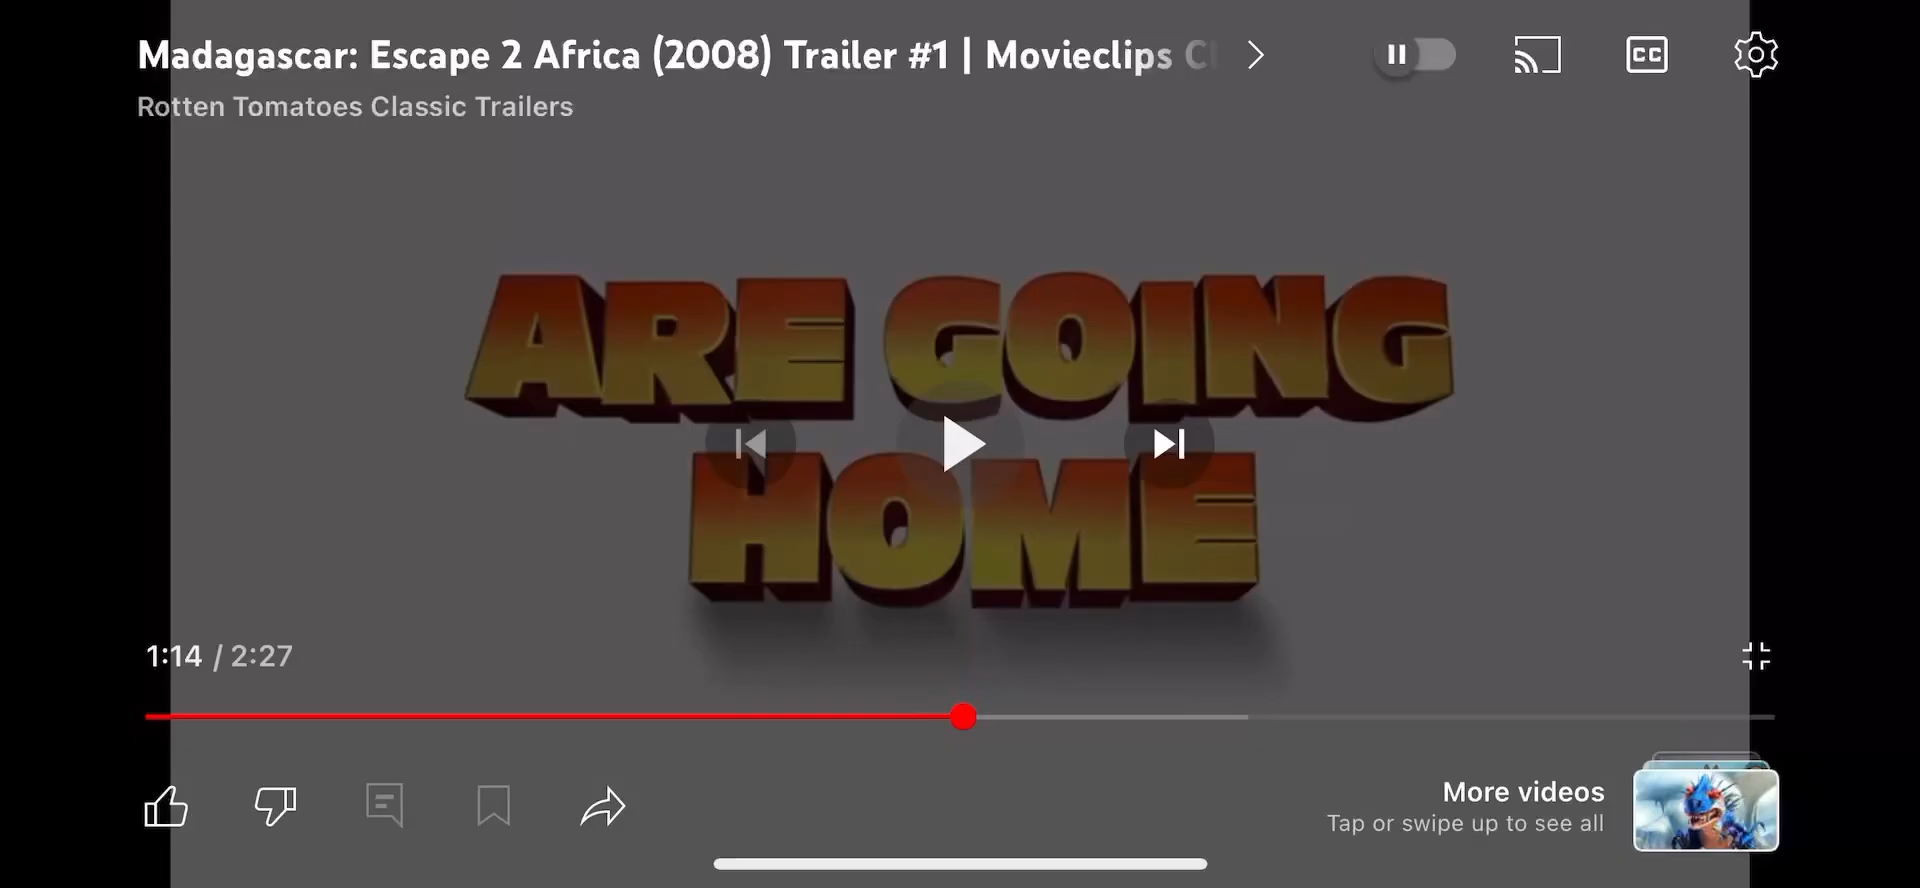 Madagascar: Escape 2 Africa (2008) Trailer #1 | Movieclips
Rotten Tomatoes Classic Trailers
CC
ARE GOING
HOME
1:14 / 2:27
More videos
Tap or swipe up to see all